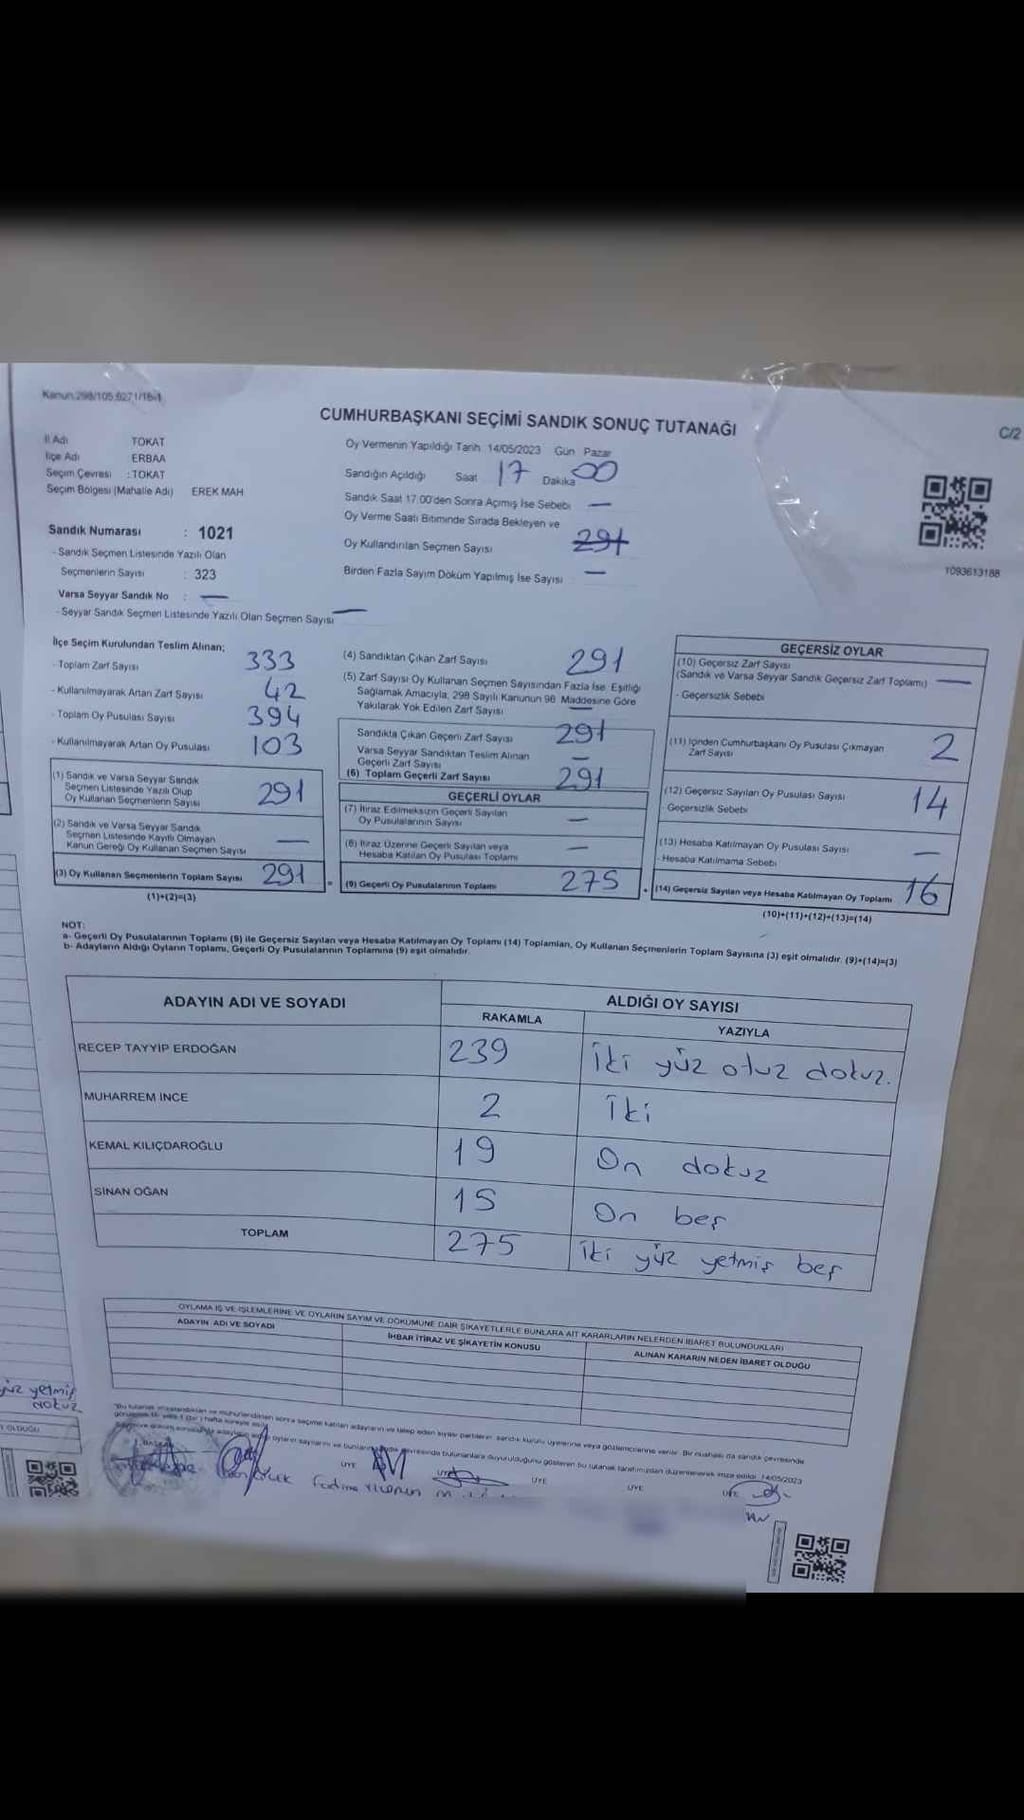 Kanun:298/105,6271/16-1
CUMHURBAŞKANI SEÇİMİ SANDIK SONUÇ TUTANAĞI
C/2
İl Adı TOKAT
İlçe Adı ERBAA
Seçim Çevresi : TOKAT
Seçim Bölgesi (Mahalle Adı) EREK MAH
Oy Vermenin Yapıldığı Tarih 14/05/2023 Gün Pazar
Sandığın Açıldığı Saat 17 Dakika 00
Sandık Saat 17:00'den Sonra Açımış İse Sebebi —
Oy Verme Saati Bitiminde Sırada Bekleyen ve
Oy Kullandırılan Seçmen Sayısı 291
Birden Fazla Sayım Döküm Yapılmış İse Sayısı —
1093613188
Sandık Numarası : 1021
- Sandık Seçmen Listesinde Yazılı Olan
Seçmenlerin Sayısı : 323
Varsa Seyyar Sandık No : —
- Seyyar Sandık Seçmen Listesinde Yazılı Olan Seçmen Sayısı —
İlçe Seçim Kurulundan Teslim Alınan;
- Toplam Zarf Sayısı 333
- Kullanılmayarak Artan Zarf Sayısı 42
- Toplam Oy Pusulası Sayısı 394
- Kullanılmayarak Artan Oy Pusulası 103
(1) Sandık ve Varsa Seyyar Sandık
Seçmen Listesinde Yazılı Olup
Oy Kullanan Seçmenlerin Sayısı 291
(2) Sandık ve Varsa Seyyar Sandık
Seçmen Listesinde Kayıtlı Olmayan
Kanun Gereği Oy Kullanan Seçmen Sayısı —
(3) Oy Kullanan Seçmenlerin Toplam Sayısı 291
(1)+(2)=(3)
(4) Sandıktan Çıkan Zarf Sayısı 291
(5) Zarf Sayısı Oy Kullanan Seçmen Sayısından Fazla İse, Eşitliği
Sağlamak Amacıyla, 298 Sayılı Kanunun 98. Maddesine Göre
Yakılarak Yok Edilen Zarf Sayısı —
Sandıkta Çıkan Geçerli Zarf Sayısı 291
Varsa Seyyar Sandıktan Teslim Alınan
Geçerli Zarf Sayısı —
(6) Toplam Geçerli Zarf Sayısı 291
GEÇERLİ OYLAR
(7) İtiraz Edilmeksizin Geçerli Sayılan
Oy Pusulalarının Sayısı —
(8) İtiraz Üzerine Geçerli Sayılan veya
Hesaba Katılan Oy Pusulası Toplamı —
(9) Geçerli Oy Pusulalarının Toplamı 275
GEÇERSİZ OYLAR
(10) Geçersiz Zarf Sayısı
(Sandık ve Varsa Seyyar Sandık Geçersiz Zarf Toplamı) —
- Geçersizlik Sebebi
(11) İçinden Cumhurbaşkanı Oy Pusulası Çıkmayan
Zarf Sayısı 2
(12) Geçersiz Sayılan Oy Pusulası Sayısı 14
- Geçersizlik Sebebi
(13) Hesaba Katılmayan Oy Pusulası Sayısı —
- Hesaba Katılmama Sebebi
(14) Geçersiz Sayılan veya Hesaba Katılmayan Oy Toplamı 16
(10)+(11)+(12)+(13)=(14)
NOT:
a- Geçerli Oy Pusulalarının Toplamı (9) ile Geçersiz Sayılan veya Hesaba Katılmayan Oy Toplamı (14) Toplamları, Oy Kullanan Seçmenlerin Toplam Sayısına (3) eşit olmalıdır. (9)+(14)=(3)
b- Adayların Aldığı Oyların Toplamı, Geçerli Oy Pusulalarının Toplamına (9) eşit olmalıdır.
ADAYIN ADI VE SOYADI ALDIĞI OY SAYISI
RAKAMLA YAZIYLA
RECEP TAYYİP ERDOĞAN 239 İki yüz otuz dokuz.
MUHARREM İNCE 2 İki
KEMAL KILIÇDAROĞLU 19 On dokuz
SİNAN OĞAN 15 On beş
TOPLAM 275 İki yüz yetmiş beş
OYLAMA İŞ VE İŞLEMLERİNE VE OYLARIN SAYIM VE DÖKÜMÜNE DAİR ŞİKAYETLERLE BUNLARA AİT KARARLARIN NELERDEN İBARET BULUNDUKLARI
ADAYIN ADI VE SOYADI İHBAR İTİRAZ VE ŞİKAYETİN KONUSU ALINAN KARARIN NEDEN İBARET OLDUĞU
yüz yetmiş
dokuz
OLDUĞU
14/05/2023
ÜYE ÜYE ÜYE ÜYE ÜYE